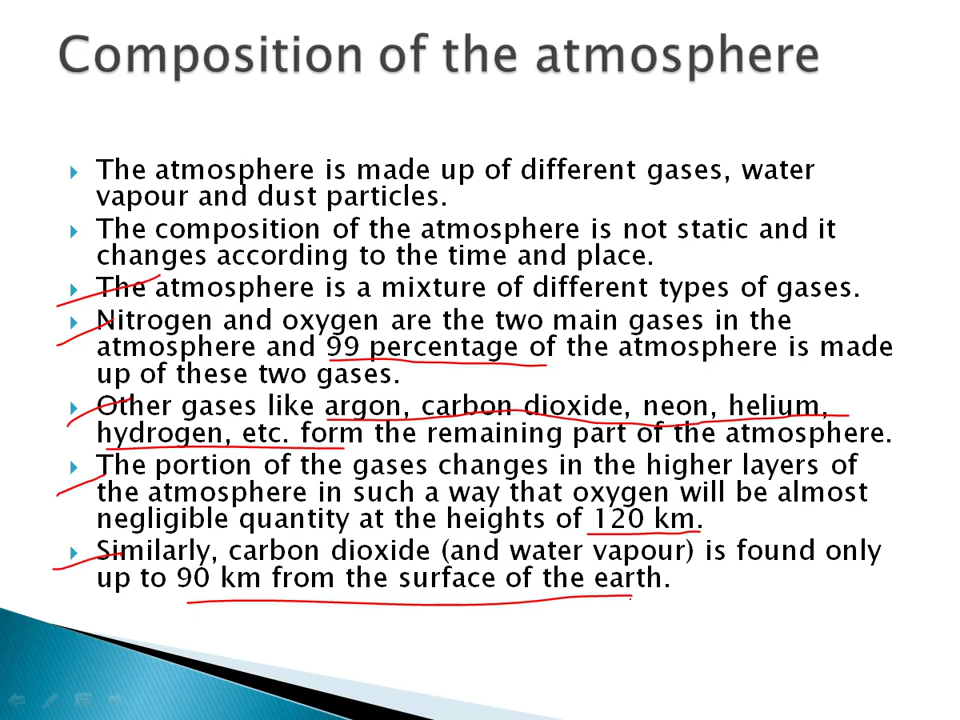 Composition of the atmosphere
The atmosphere is made up of different gases, water
vapour and dust particles.
The composition of the atmosphere is not static and it
changes according to the time and place.
The atmosphere is a mixture of different types of gases.
Nitrogen and oxygen are the two main gases in the
atmosphere and 99 percentage of the atmosphere is made
up of these two gases.
Other gases like argon, carbon dioxide, neon, helium,
hydrogen, etc. form the remaining part of the atmosphere.
The portion of the gases changes in the higher layers of
the atmosphere in such a way that oxygen will be almost
negligible quantity at the heights of 120 km.
Similarly, carbon dioxide (and water vapour) is found only
up to 90 km from the surface of the earth.